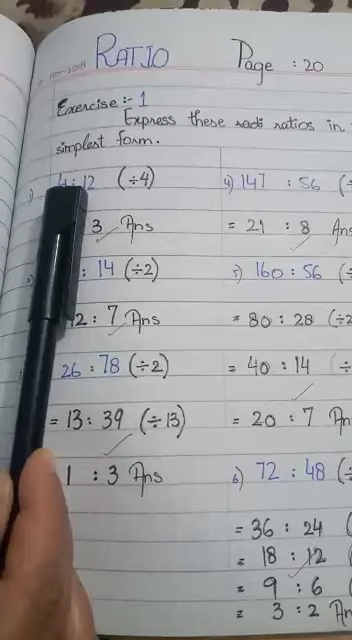 RATIO Page : 20
Exercise :- 1
Express these ratios in
simplest form.
1) 4 : 12 (÷4)
3 Ans
: 14 (÷2)
: 7 Ans
26 : 78 (÷2)
= 13 : 39 (÷13)
1 : 3 Ans
4) 147 : 56 (÷
= 21 : 8 Ans
5) 160 : 56 (÷
= 80 : 28 (÷2
= 40 : 14 ÷
= 20 : 7 Ans
6) 72 : 48 (÷
= 36 : 24 (
= 18 : 12 (
= 9 : 6 (
= 3 : 2 An